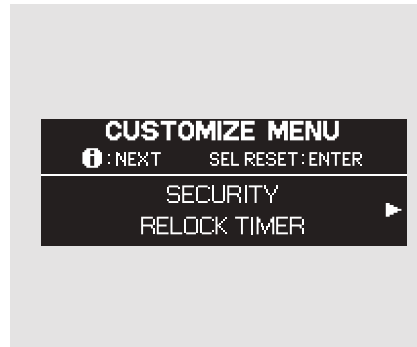 CUSTOMIZE MENU
i:NEXT SEL RESET:ENTER
SECURITY
RELOCK TIMER